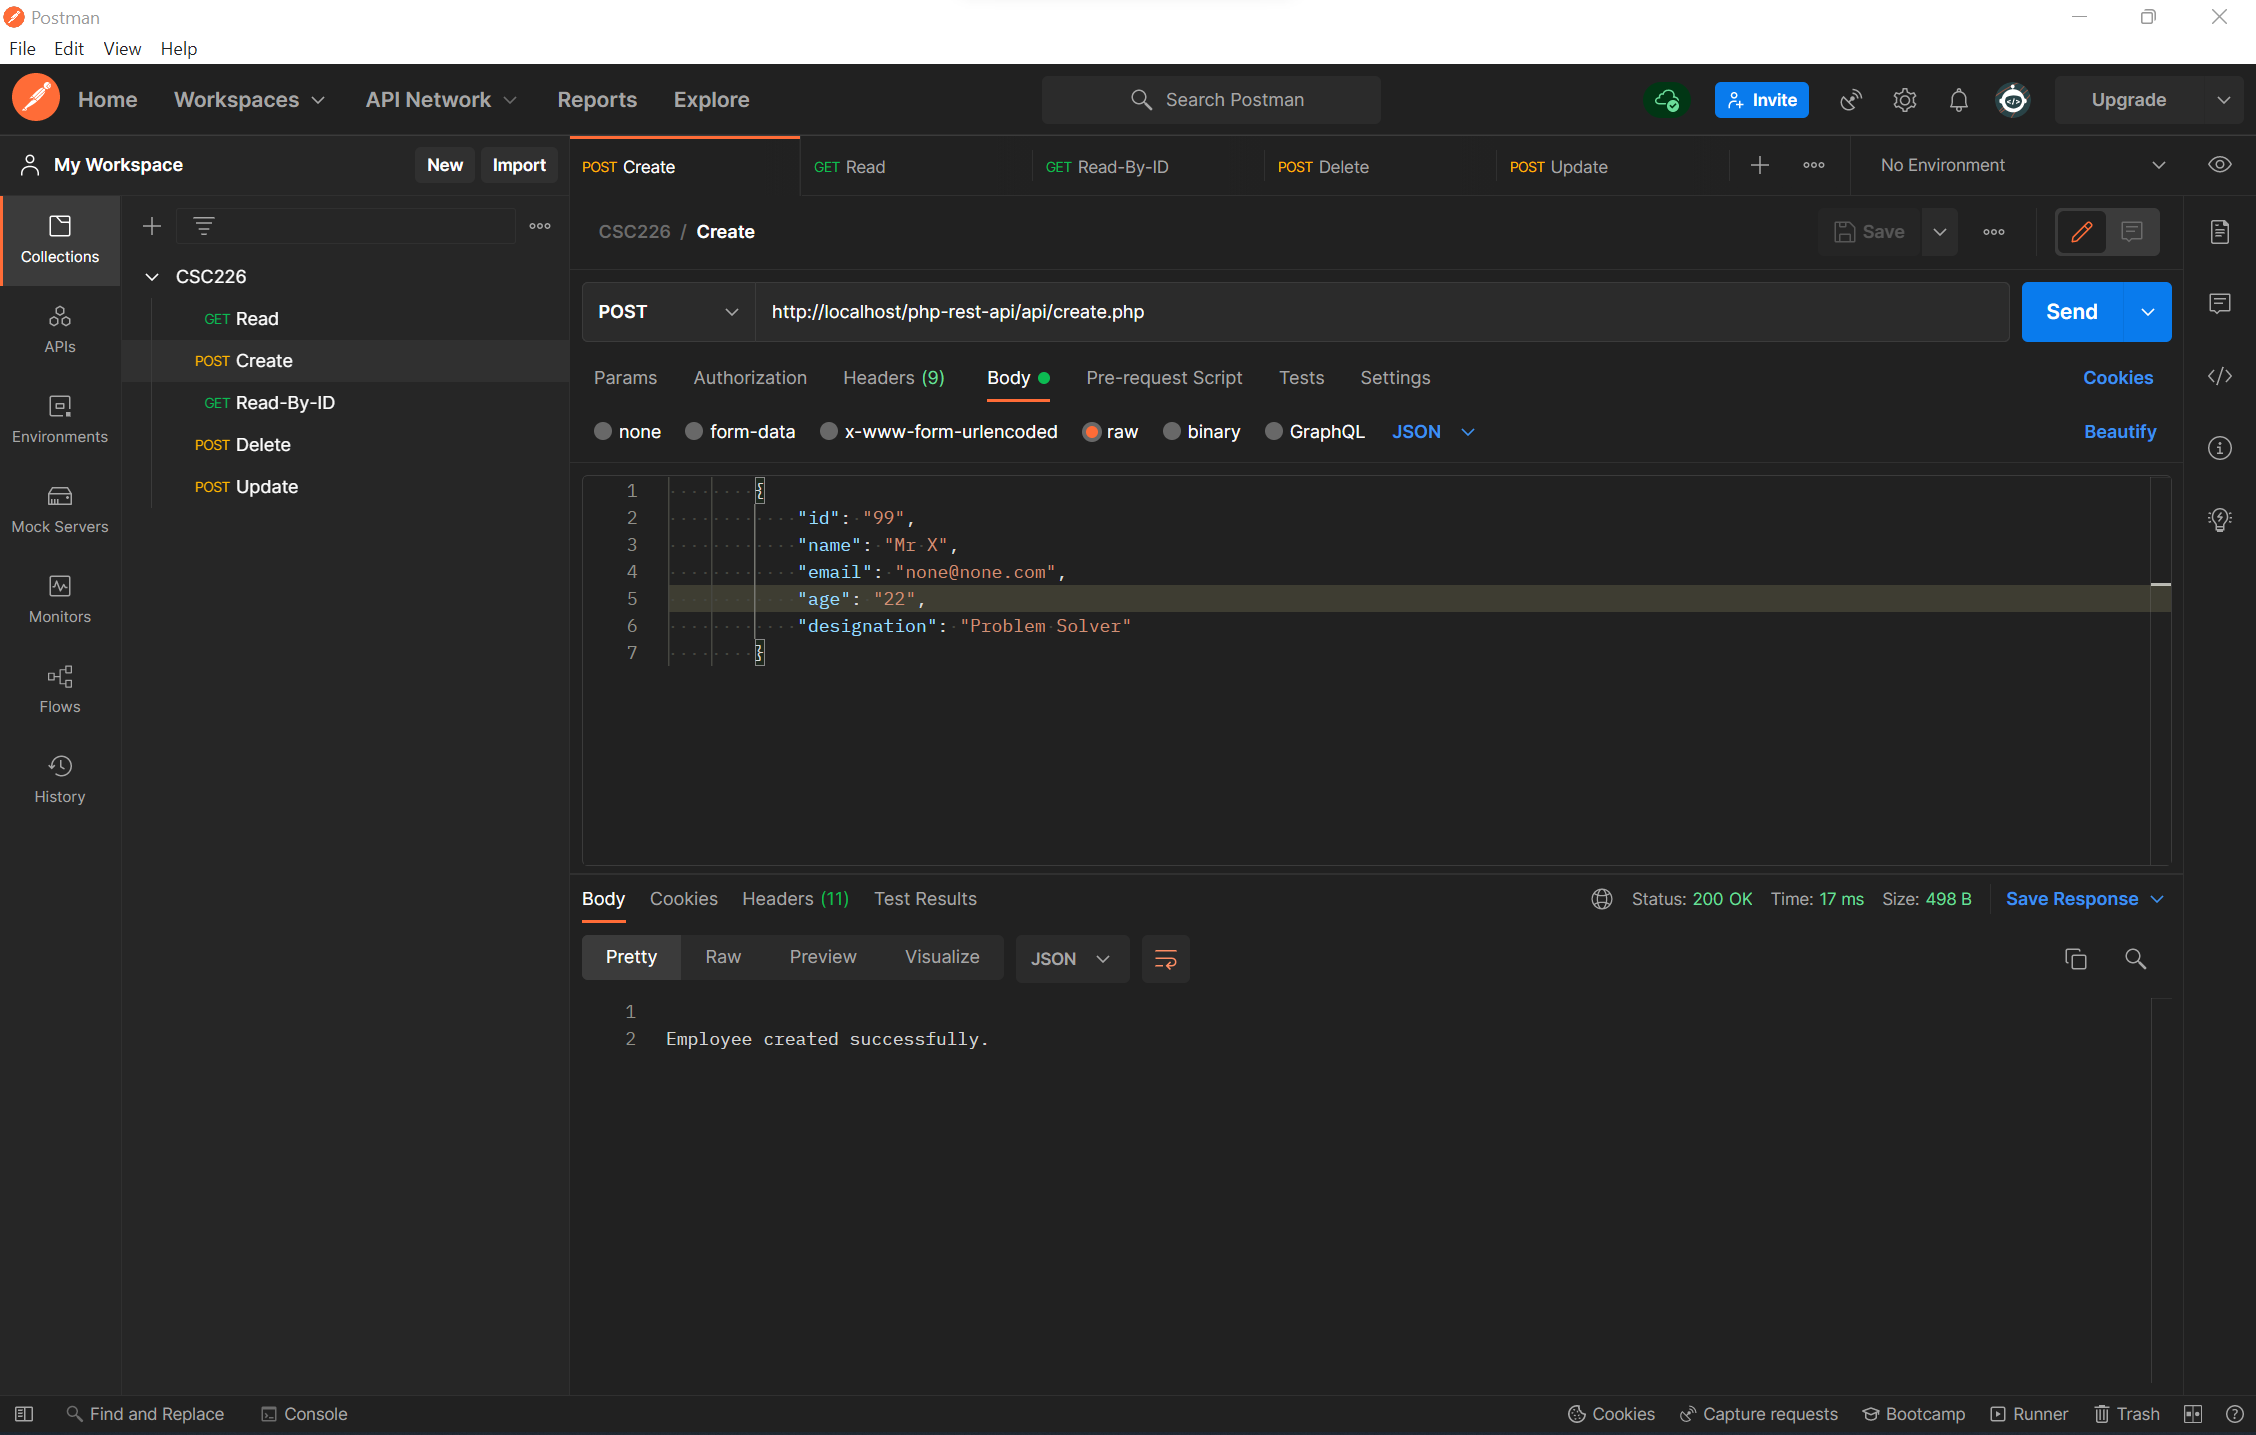 Postman
File Edit View Help
Home Workspaces API Network Reports Explore Search Postman Invite Upgrade
My Workspace New Import
POST Create GET Read GET Read-By-ID POST Delete POST Update No Environment
Collections
APIs
Environments
Mock Servers
Monitors
Flows
History
CSC226
GET Read
POST Create
GET Read-By-ID
POST Delete
POST Update
CSC226 / Create Save
POST http://localhost/php-rest-api/api/create.php Send
Params Authorization Headers (9) Body Pre-request Script Tests Settings Cookies
none form-data x-www-form-urlencoded raw binary GraphQL JSON Beautify
1 {
2 "id": "99",
3 "name": "Mr X",
4 "email": "none@none.com",
5 "age": "22",
6 "designation": "Problem Solver"
7 }
Body Cookies Headers (11) Test Results Status: 200 OK Time: 17 ms Size: 498 B Save Response
Pretty Raw Preview Visualize JSON
1
2 Employee created successfully.
Find and Replace Console Cookies Capture requests Bootcamp Runner Trash